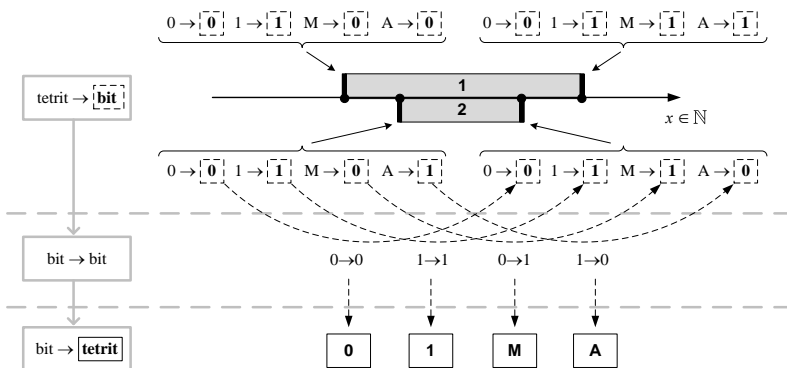 0 → 0 1 → 1 M → 0 A → 0 0 → 0 1 → 1 M → 1 A → 1
tetrit → bit
1
2
x ∈ ℕ
0 → 0 1 → 1 M → 0 A → 1 0 → 0 1 → 1 M → 1 A → 0
bit → bit
0→0 1→1 0→1 1→0
bit → tetrit
0 1 M A